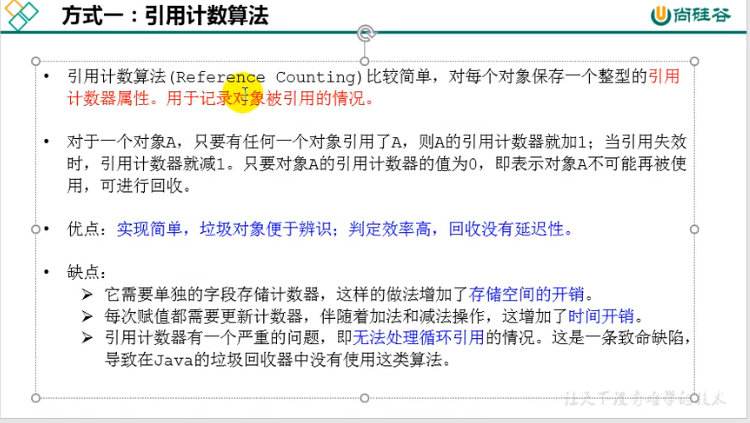 方式一：引用计数算法
尚硅谷
• 引用计数算法(Reference Counting)比较简单，对每个对象保存一个整型的引用
计数器属性。用于记录对象被引用的情况。
• 对于一个对象A，只要有任何一个对象引用了A，则A的引用计数器就加1；当引用失效
时，引用计数器就减1。只要对象A的引用计数器的值为0，即表示对象A不可能再被使
用，可进行回收。
• 优点：实现简单，垃圾对象便于辨识；判定效率高，回收没有延迟性。
• 缺点：
➢ 它需要单独的字段存储计数器，这样的做法增加了存储空间的开销。
➢ 每次赋值都需要更新计数器，伴随着加法和减法操作，这增加了时间开销。
➢ 引用计数器有一个严重的问题，即无法处理循环引用的情况。这是一条致命缺陷，
导致在Java的垃圾回收器中没有使用这类算法。
让天下没有难学的技术